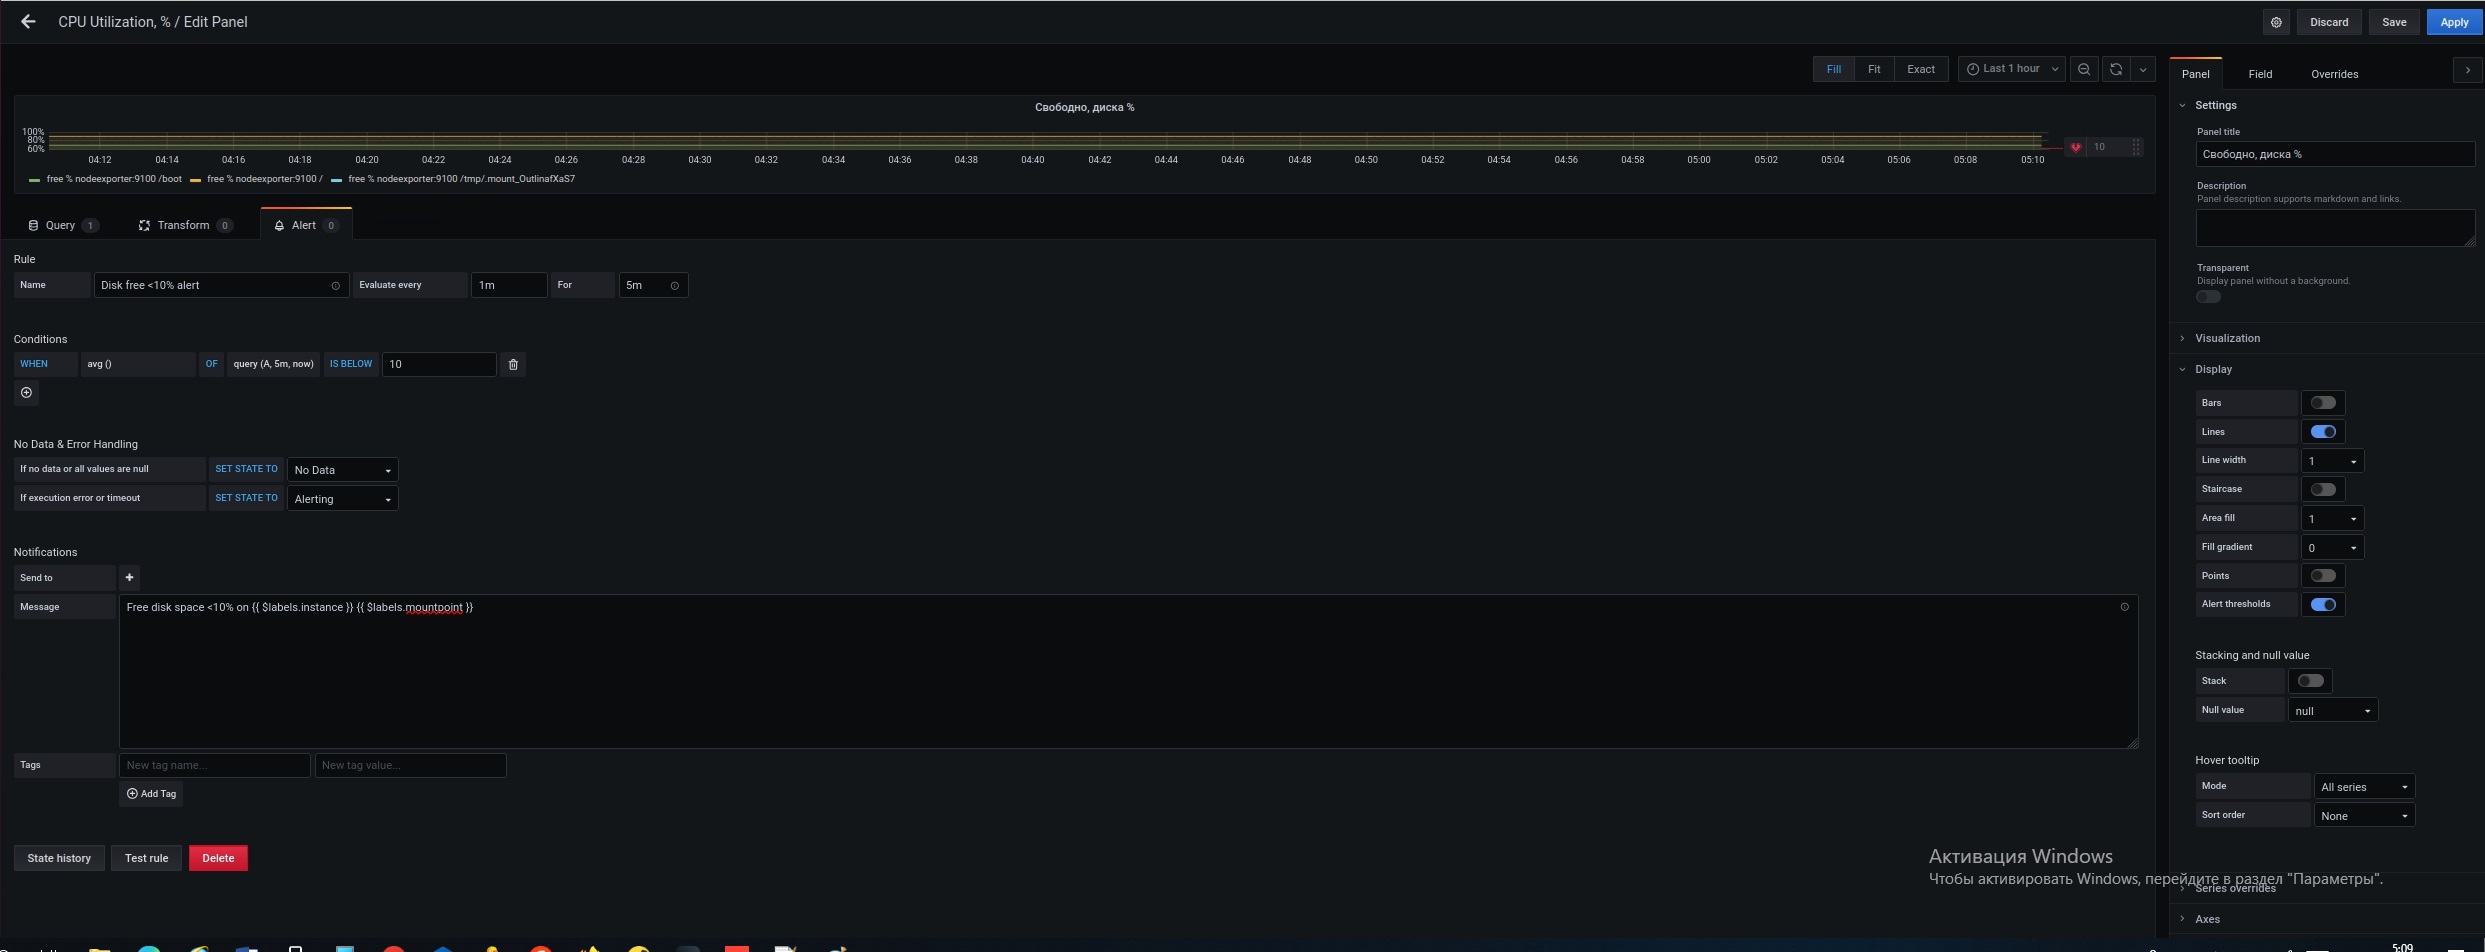 CPU Utilization, % / Edit Panel
Discard Save Apply
Fill Fit Exact Last 1 hour
Panel Field Overrides
Свободно, диска %
100%
80%
60%
04:12 04:14 04:16 04:18 04:20 04:22 04:24 04:26 04:28 04:30 04:32 04:34 04:36 04:38 04:40 04:42 04:44 04:46 04:48 04:50 04:52 04:54 04:56 04:58 05:00 05:02 05:04 05:06 05:08 05:10
10
free % nodeexporter:9100 /boot free % nodeexporter:9100 / free % nodeexporter:9100 /tmp/.mount_OutlinafXaS7
Query 1 Transform 0 Alert 0
Rule
Name Disk free <10% alert Evaluate every 1m For 5m
Conditions
WHEN avg () OF query (A, 5m, now) IS BELOW 10
No Data & Error Handling
If no data or all values are null SET STATE TO No Data
If execution error or timeout SET STATE TO Alerting
Notifications
Send to
Message Free disk space <10% on {{ $labels.instance }} {{ $labels.mountpoint }}
Tags New tag name... New tag value...
Add Tag
State history Test rule Delete
Settings
Panel title
Свободно, диска %
Description
Panel description supports markdown and links.
Transparent
Display panel without a background.
Visualization
Display
Bars
Lines
Line width 1
Staircase
Area fill 1
Fill gradient 0
Points
Alert thresholds
Stacking and null value
Stack
Null value null
Hover tooltip
Mode All series
Sort order None
Активация Windows
Чтобы активировать Windows, перейдите в раздел "Параметры".
Series overrides
Axes
5:09